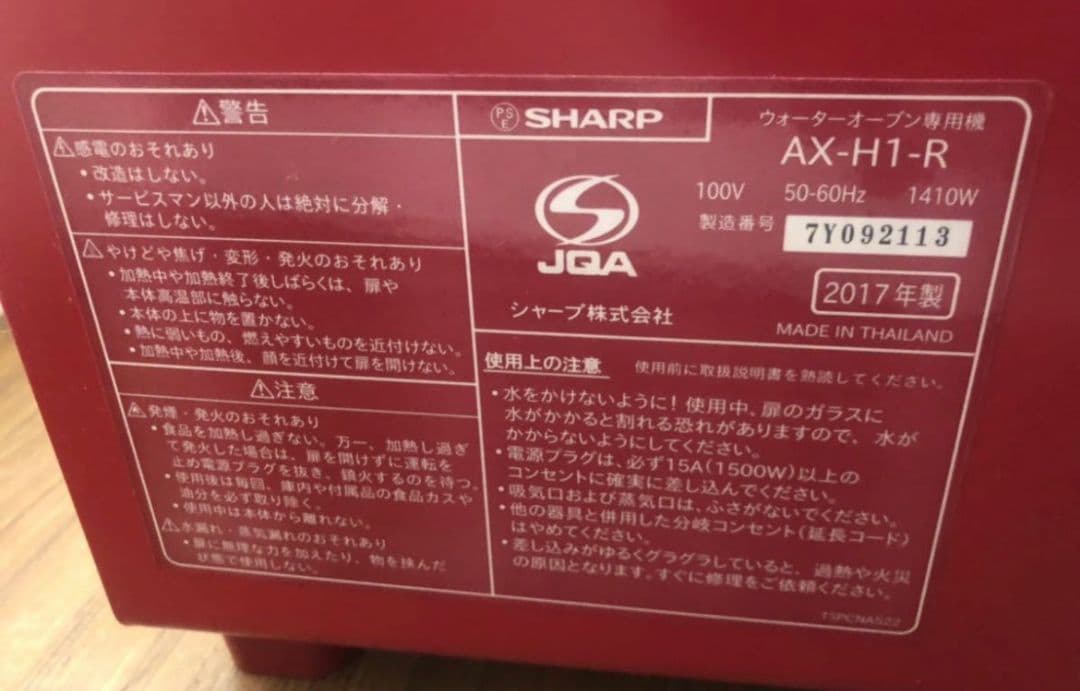 ⚠警告
⚠感電のおそれあり
・改造はしない。
・サービスマン以外の人は絶対に分解・
修理はしない。
⚠やけどや焦げ・変形・発火のおそれあり
・加熱中や加熱終了後しばらくは、扉や
本体高温部に触らない。
・本体の上に物を置かない。
・熱に弱いもの、燃えやすいものを近付けない。
・加熱中や加熱後、顔を近付けて扉を開けない。
⚠注意
⚠発煙・発火のおそれあり
・食品を加熱し過ぎない。万一、加熱し過ぎ
て発火した場合は、扉を開けずに運転を
止め電源プラグを抜き、鎮火するのを待つ。
・使用後は毎回、庫内や付属品の食品カスや
油分を必ず取り除く。
・使用中は本体から離れない。
⚠水漏れ・蒸気漏れのおそれあり
・扉に無理な力を加えたり、物を挟んだ
状態で使用しない。
PS
E
SHARP
ウォーターオーブン専用機
AX-H1-R
100V 50-60Hz 1410W
製造番号 7Y092113
JQA
2017年製
シャープ株式会社
MADE IN THAILAND
使用上の注意 使用前に取扱説明書を熟読してください。
・水をかけないように!使用中、扉のガラスに
水がかかると割れる恐れがありますので、水が
かからないようにしてください。
・電源プラグは、必ず15A(1500W)以上の
コンセントに確実に差し込んでください。
・吸気口および蒸気口は、ふさがないでください。
・他の器具と併用した分岐コンセント(延長コード)
はやめてください。
・差し込みがゆるくグラグラしていると、過熱や火災
の原因となります。すぐに修理をご依頼ください。
TSPCNA522